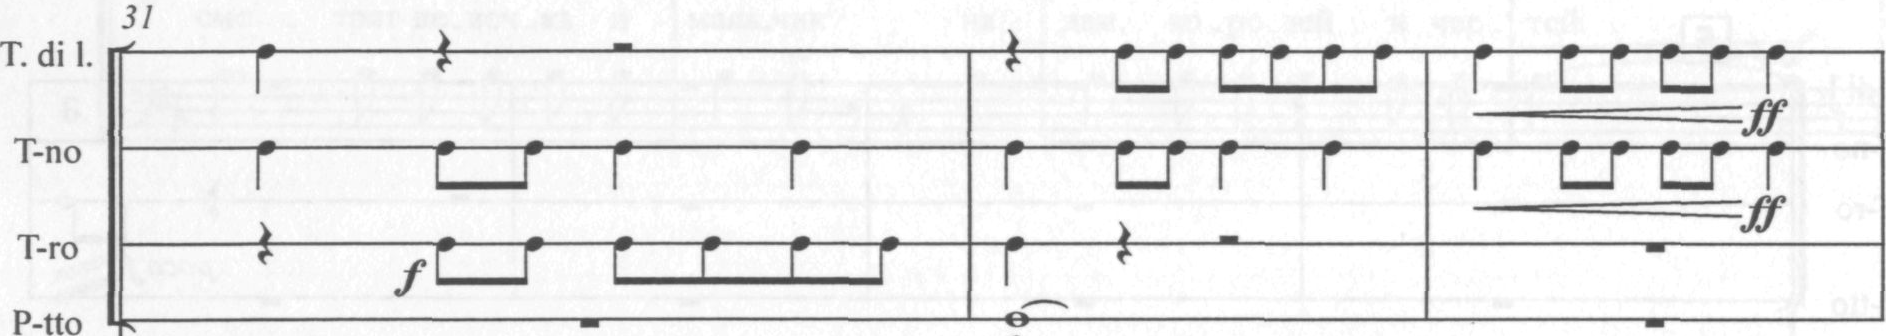 31
T. di l.
ff
T-no
ff
T-ro
f
P-tto